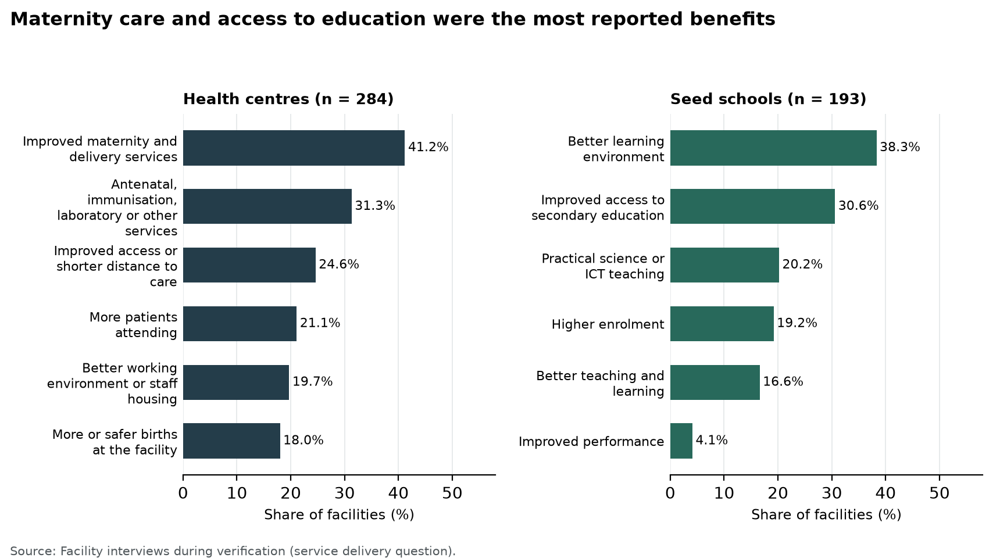 Maternity care and access to education were the most reported benefits
Health centres (n = 284)
Improved maternity and
delivery services
41.2%
Antenatal,
immunisation,
laboratory or other
services
31.3%
Improved access or
shorter distance to
care
24.6%
More patients
attending
21.1%
Better working
environment or staff
housing
19.7%
More or safer births
at the facility
18.0%
0 10 20 30 40 50
Share of facilities (%)
Seed schools (n = 193)
Better learning
environment
38.3%
Improved access to
secondary education
30.6%
Practical science or
ICT teaching
20.2%
Higher enrolment
19.2%
Better teaching and
learning
16.6%
Improved performance
4.1%
0 10 20 30 40 50
Share of facilities (%)
Source: Facility interviews during verification (service delivery question).